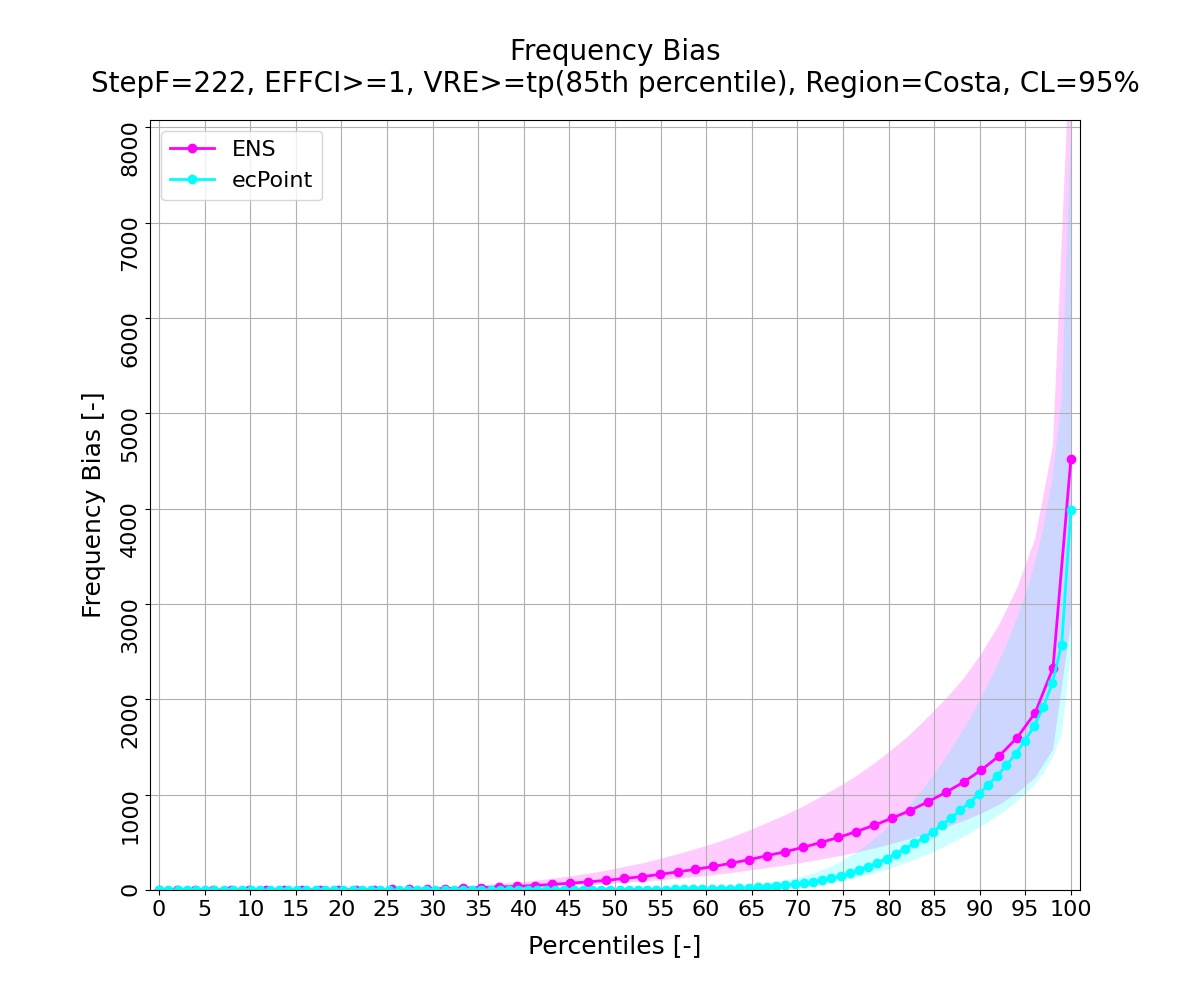 Frequency Bias
StepF=222, EFFCI>=1, VRE>=tp(85th percentile), Region=Costa, CL=95%
ENS
ecPoint
8000
7000
6000
5000
4000
3000
2000
1000
0
Frequency Bias [-]
0 5 10 15 20 25 30 35 40 45 50 55 60 65 70 75 80 85 90 95 100
Percentiles [-]